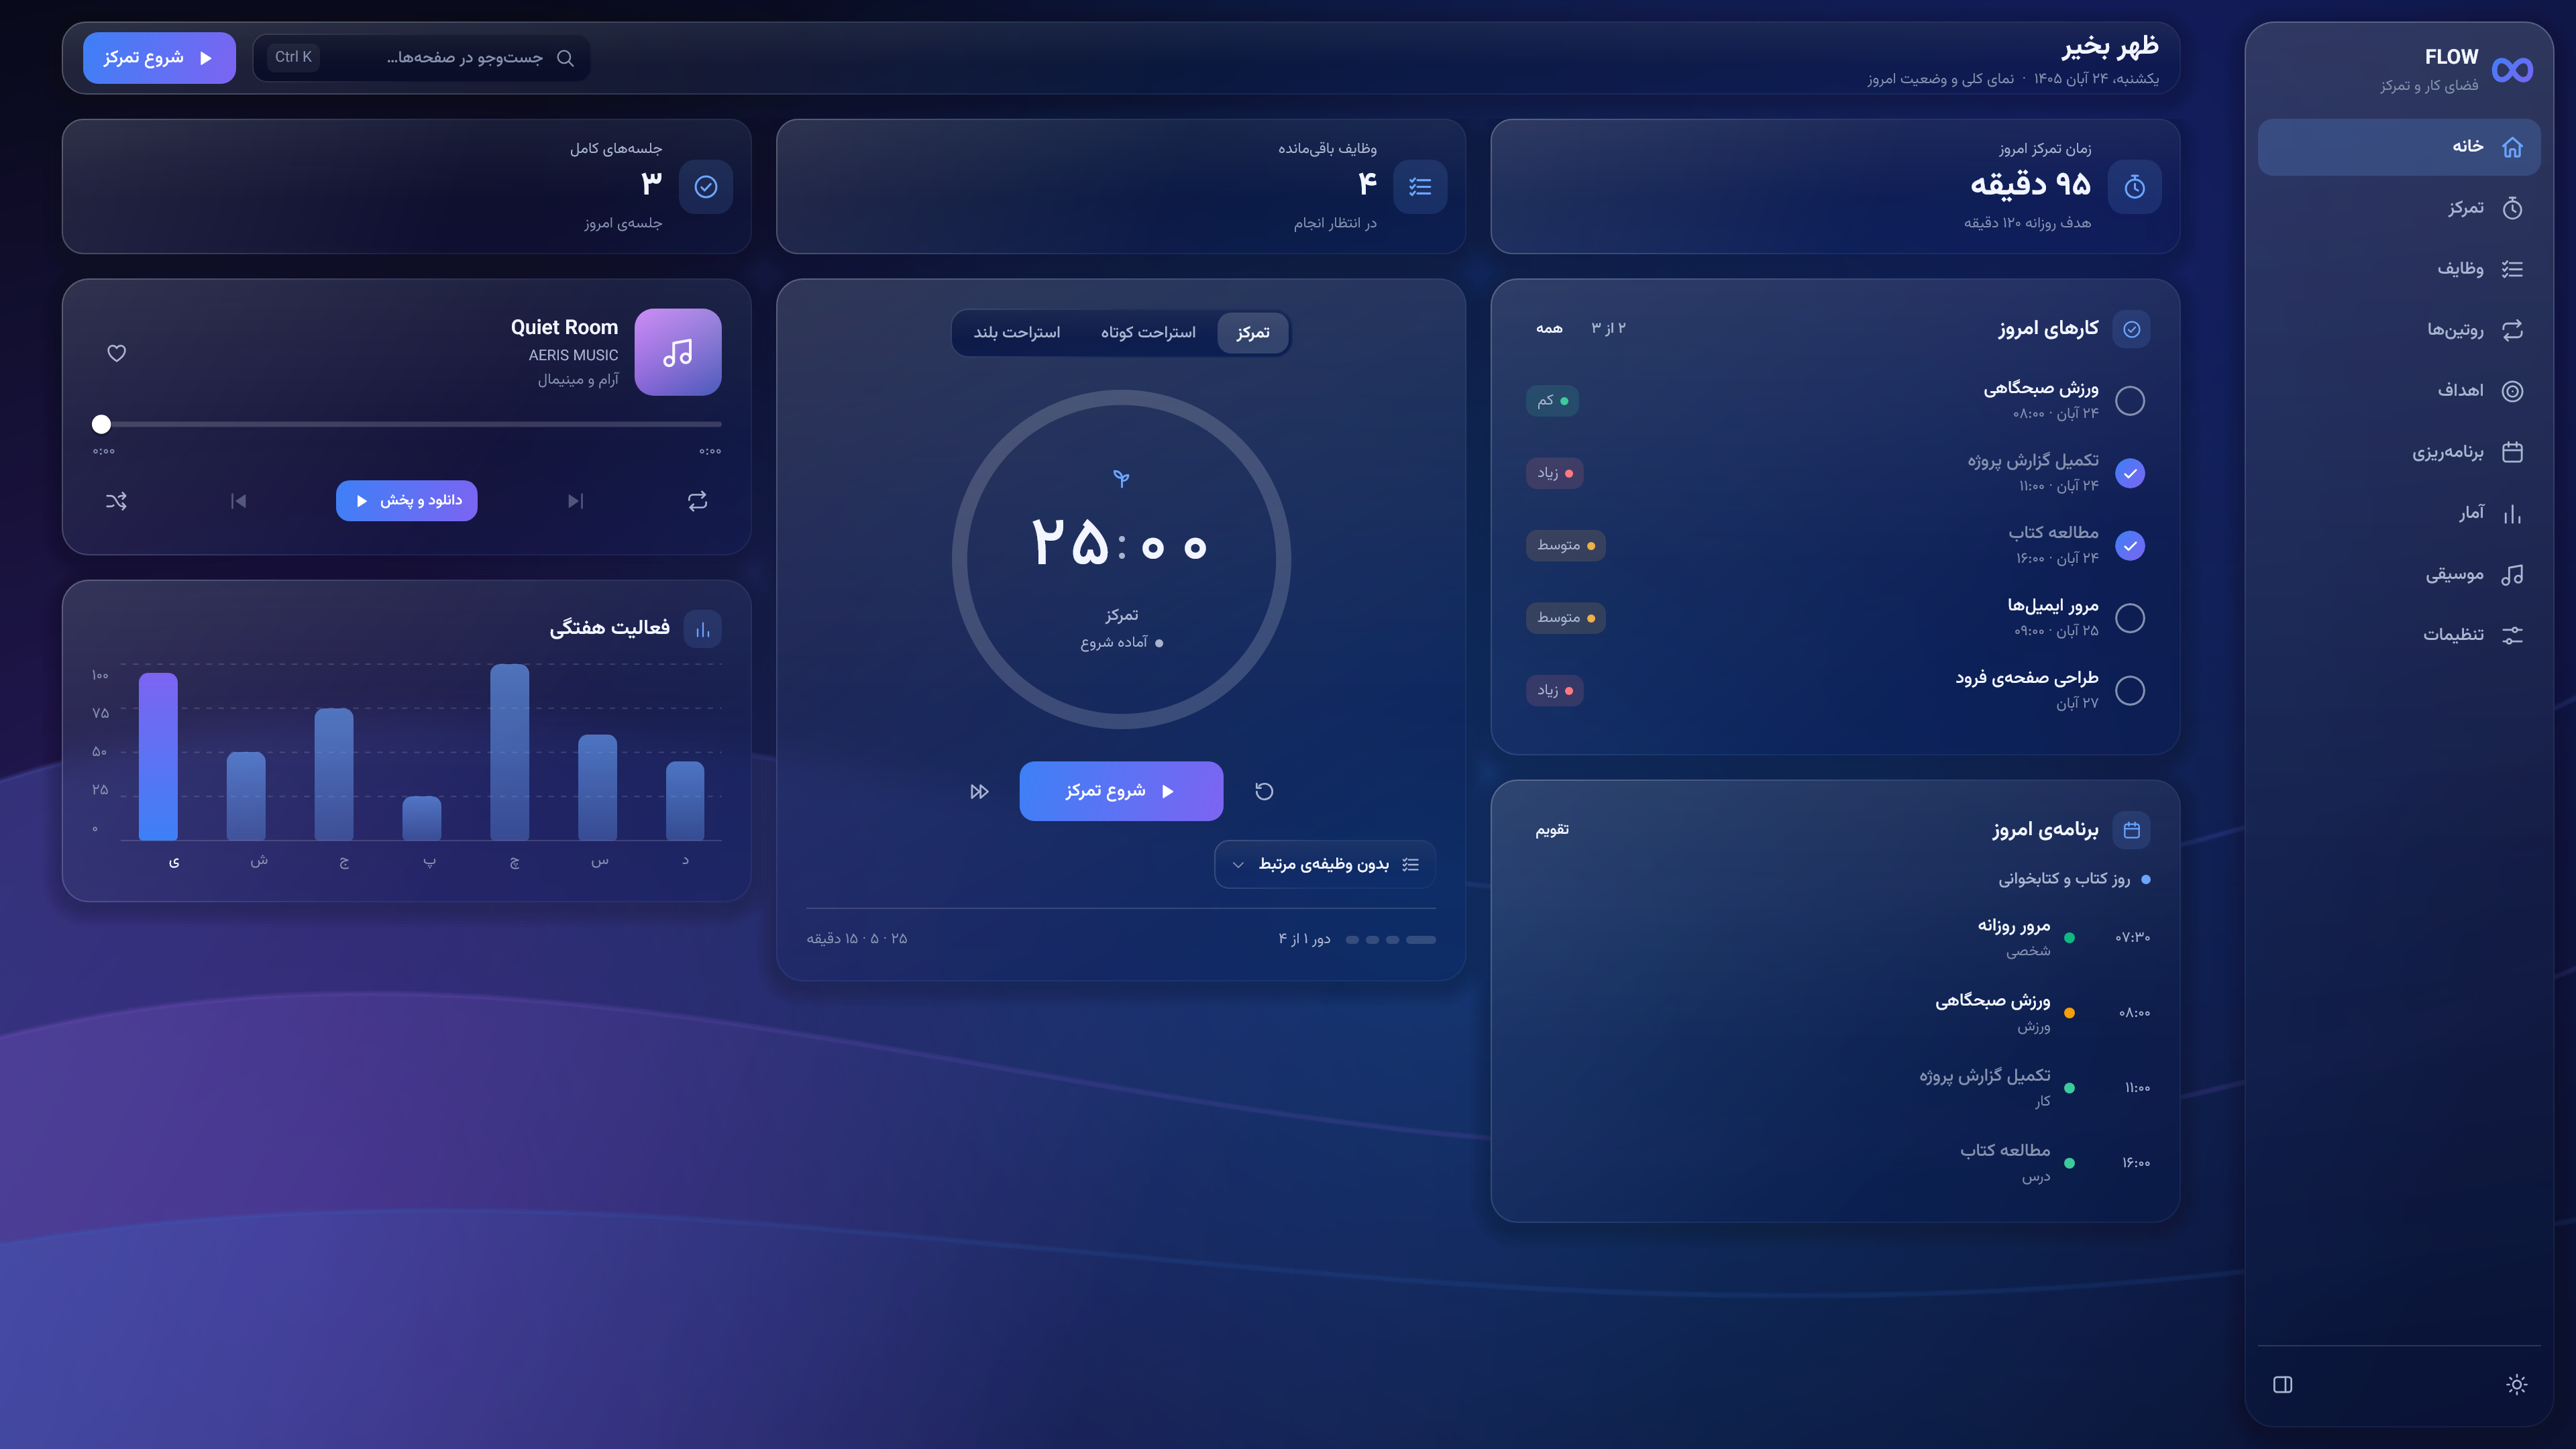 FLOW
فضای کار و تمرکز
خانه
تمرکز
وظایف
روتین‌ها
اهداف
برنامه‌ریزی
آمار
موسیقی
تنظیمات
ظهر بخیر
یکشنبه، ۲۴ آبان ۱۴۰۵ · نمای کلی و وضعیت امروز
جست‌وجو در صفحه‌ها...
Ctrl K
شروع تمرکز
زمان تمرکز امروز
۹۵ دقیقه
هدف روزانه ۱۲۰ دقیقه
وظایف باقی‌مانده
۴
در انتظار انجام
جلسه‌های کامل
۳
جلسه‌ی امروز
کارهای امروز
۲ از ۳
همه
ورزش صبحگاهی
۲۴ آبان · ۰۸:۰۰
کم
تکمیل گزارش پروژه
۲۴ آبان · ۱۱:۰۰
زیاد
مطالعه کتاب
۲۴ آبان · ۱۶:۰۰
متوسط
مرور ایمیل‌ها
۲۵ آبان · ۰۹:۰۰
متوسط
طراحی صفحه‌ی فرود
۲۷ آبان
زیاد
برنامه‌ی امروز
تقویم
روز کتاب و کتابخوانی
۰۷:۳۰
مرور روزانه
شخصی
۰۸:۰۰
ورزش صبحگاهی
ورزش
۱۱:۰۰
تکمیل گزارش پروژه
کار
۱۶:۰۰
مطالعه کتاب
درس
تمرکز
استراحت کوتاه
استراحت بلند
۲۵:۰۰
تمرکز
آماده شروع
شروع تمرکز
بدون وظیفه‌ی مرتبط
دور ۱ از ۴
۲۵ · ۵ · ۱۵ دقیقه
Quiet Room
AERIS MUSIC
آرام و مینیمال
۰:۰۰
۰:۰۰
دانلود و پخش
فعالیت هفتگی
۱۰۰
۷۵
۵۰
۲۵
۰
د
س
چ
پ
ج
ش
ی